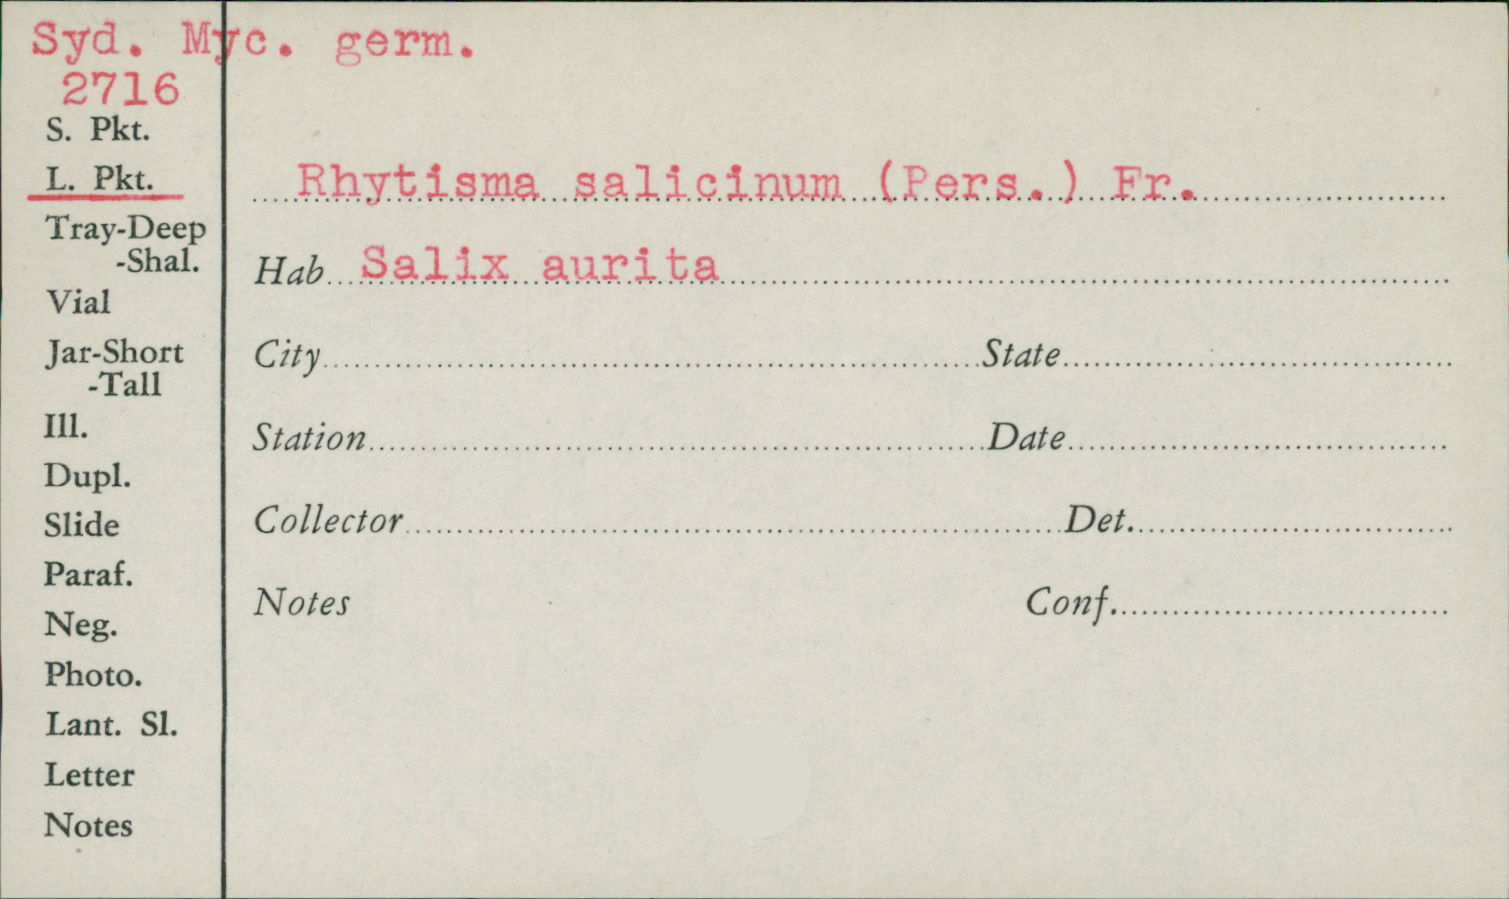 Syd. Myc. germ.
2716
S. Pkt.
L. Pkt.
Tray-Deep
-Shal.
Vial
Jar-Short
-Tall
Ill.
Dupl.
Slide
Paraf.
Neg.
Photo.
Lant. Sl.
Letter
Notes
Rhytisma salicinum (Pers.) Fr.
Hab Salix aurita
City State
Station Date
Collector Det.
Notes Conf.